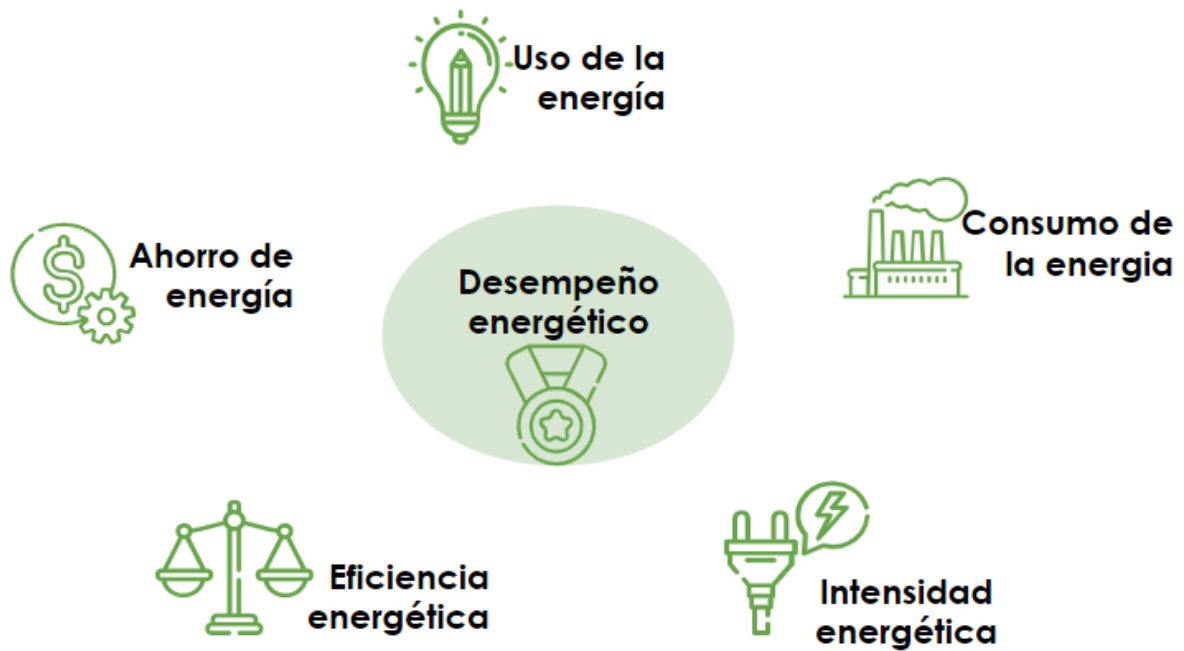 Uso de la
energía
Consumo de
la energia
Ahorro de
energía
Desempeño
energético
Eficiencia
energética
Intensidad
energética